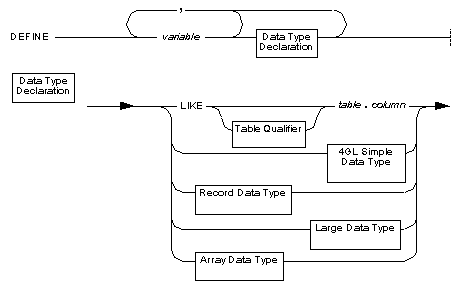 ,
DEFINE variable Data Type
Declaration
Data Type
Declaration
LIKE table . column
Table Qualifier
4GL Simple
Data Type
Record Data Type
Large Data Type
Array Data Type